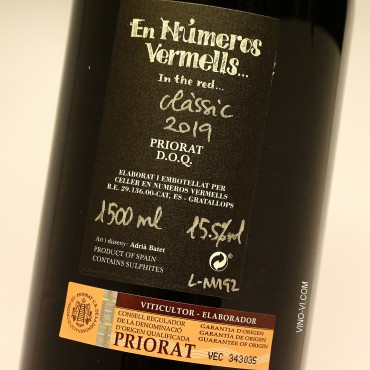 En Números
Vermells...
In the red...
clàssic
2019
PRIORAT
D.O.Q.
ELABORAT I EMBOTELLAT PER
CELLER EN NUMEROS VERMELLS
R.E. 29.136.00-CAT. ES - GRATALLOPS
1500 ml
15.5%vol
Art i disseny: Adrià Batet
PRODUCT OF SPAIN
CONTAINS SULPHITES
L-NM92
VITICULTOR - ELABORADOR
CONSELL REGULADOR
DE LA DENOMINACIÓ
D'ORIGEN QUALIFICADA
PRIORAT
GARANTIA D'ORIGEN
GARANTÍA DE ORIGEN
GUARANTEE OF ORIGIN
VEC 343035
VINO-VI.COM